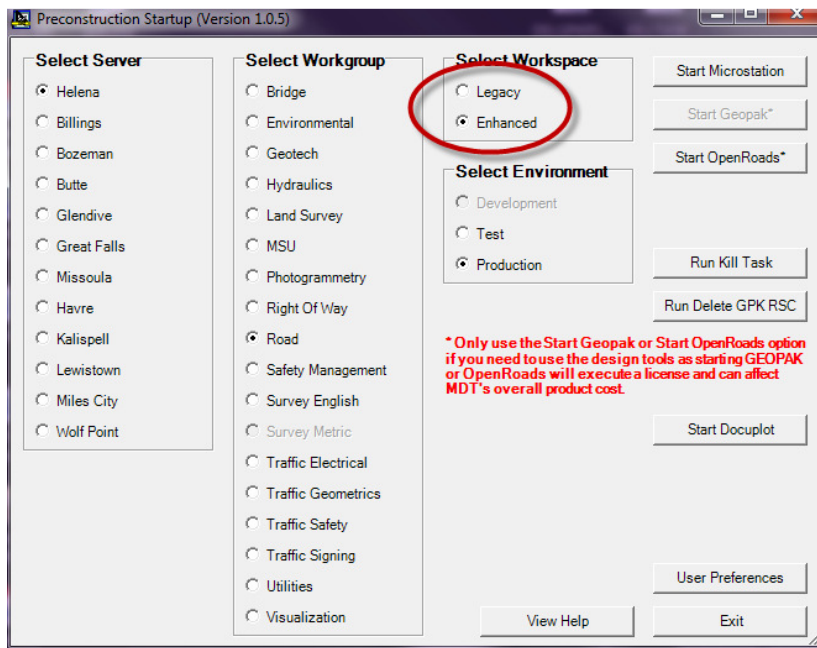 Preconstruction Startup (Version 1.0.5)
Select Server
Helena
Billings
Bozeman
Butte
Glendive
Great Falls
Missoula
Havre
Kalispell
Lewistown
Miles City
Wolf Point
Select Workgroup
Bridge
Environmental
Geotech
Hydraulics
Land Survey
MSU
Photogrammetry
Right Of Way
Road
Safety Management
Survey English
Survey Metric
Traffic Electrical
Traffic Geometrics
Traffic Safety
Traffic Signing
Utilities
Visualization
Select Workspace
Legacy
Enhanced
Select Environment
Development
Test
Production
Start Microstation
Start Geopak*
Start OpenRoads*
Run Kill Task
Run Delete GPK RSC
* Only use the Start Geopak or Start OpenRoads option
if you need to use the design tools as starting GEOPAK
or OpenRoads will execute a license and can affect
MDT's overall product cost.
Start Docuplot
User Preferences
View Help
Exit